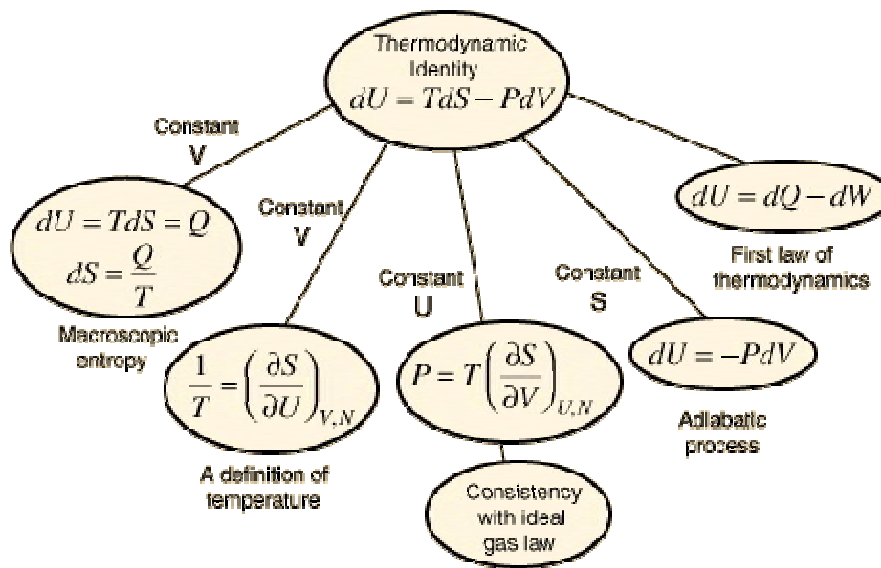 Thermodynamic
Identity
dU = TdS − PdV
Constant
V
dU = TdS = Q
dS = Q/T
Macroscopic
entropy
Constant
V
1/T = (∂S/∂U)V,N
A definition of
temperature
Constant
U
P = T(∂S/∂V)U,N
Consistency
with ideal
gas law
Constant
S
dU = −PdV
Adiabatic
process
dU = dQ − dW
First law of
thermodynamics